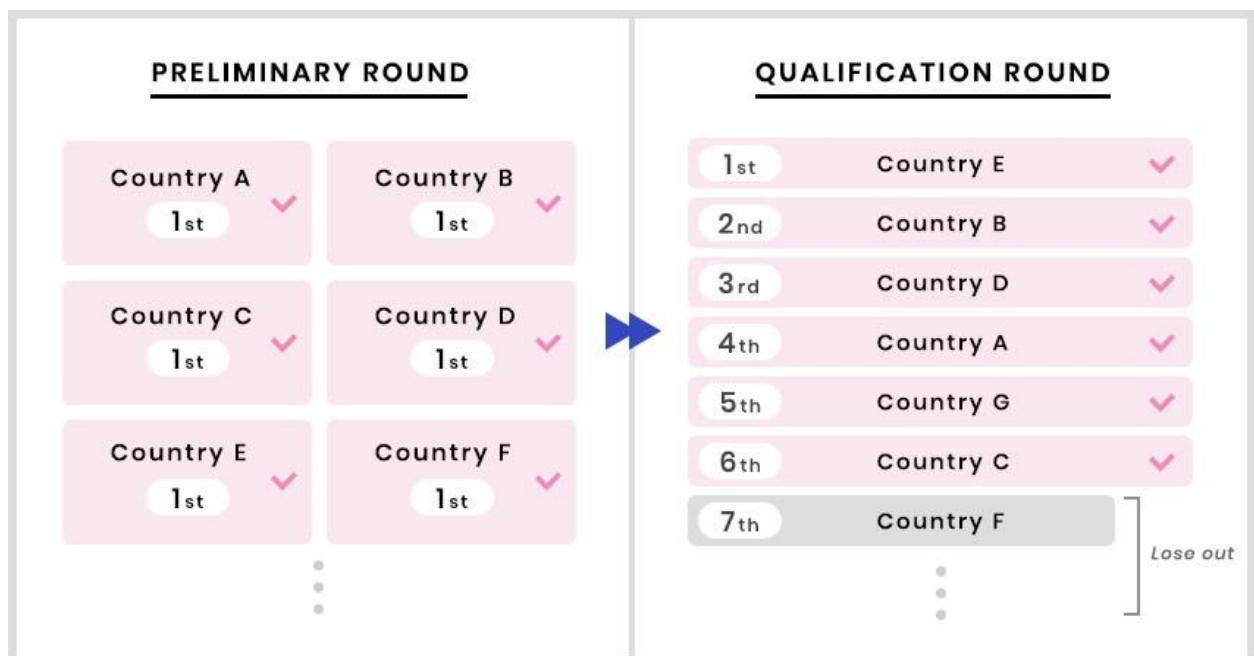 PRELIMINARY ROUND
Country A
1st
Country B
1st
Country C
1st
Country D
1st
Country E
1st
Country F
1st
QUALIFICATION ROUND
1st Country E
2nd Country B
3rd Country D
4th Country A
5th Country G
6th Country C
7th Country F
Lose out